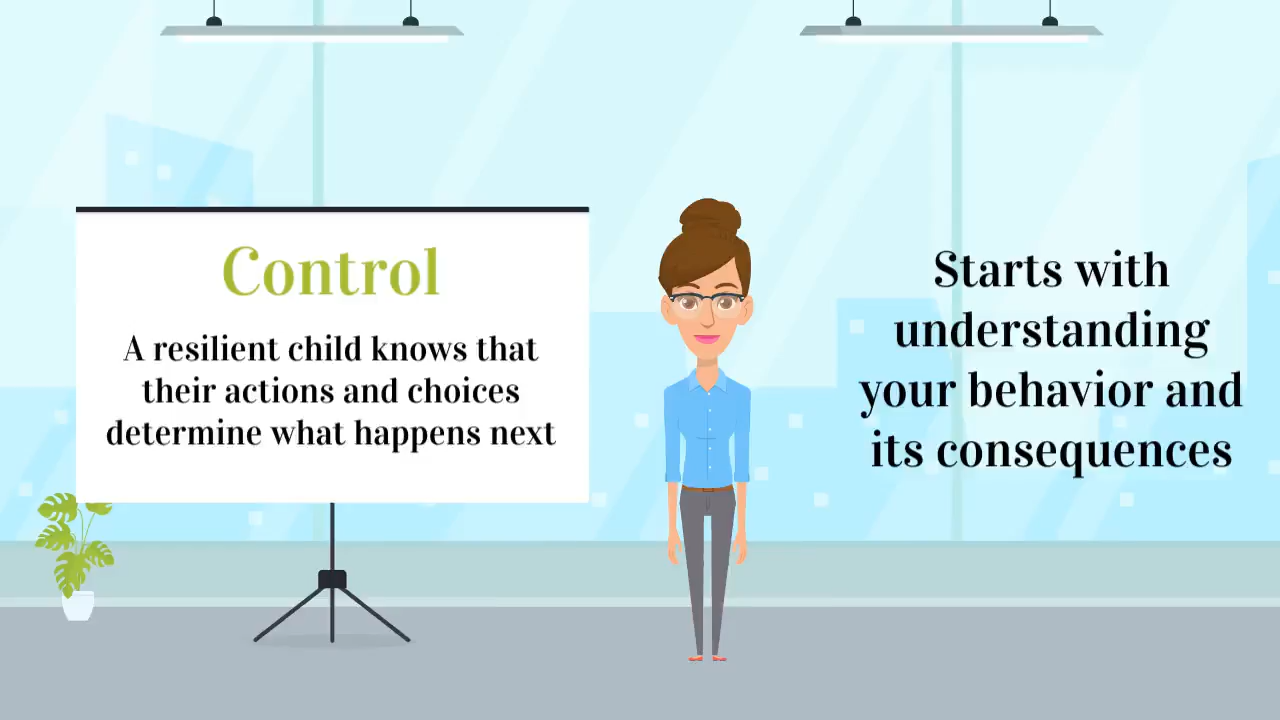 Control
A resilient child knows that
their actions and choices
determine what happens next
Starts with
understanding
your behavior and
its consequences